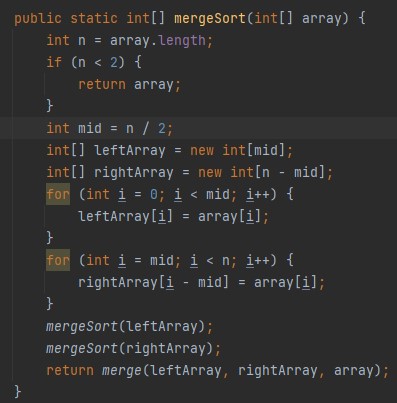 public static int[] mergeSort(int[] array) {
    int n = array.length;
    if (n < 2) {
        return array;
    }
    int mid = n / 2;
    int[] leftArray = new int[mid];
    int[] rightArray = new int[n - mid];
    for (int i = 0; i < mid; i++) {
        leftArray[i] = array[i];
    }
    for (int i = mid; i < n; i++) {
        rightArray[i - mid] = array[i];
    }
    mergeSort(leftArray);
    mergeSort(rightArray);
    return merge(leftArray, rightArray, array);
}